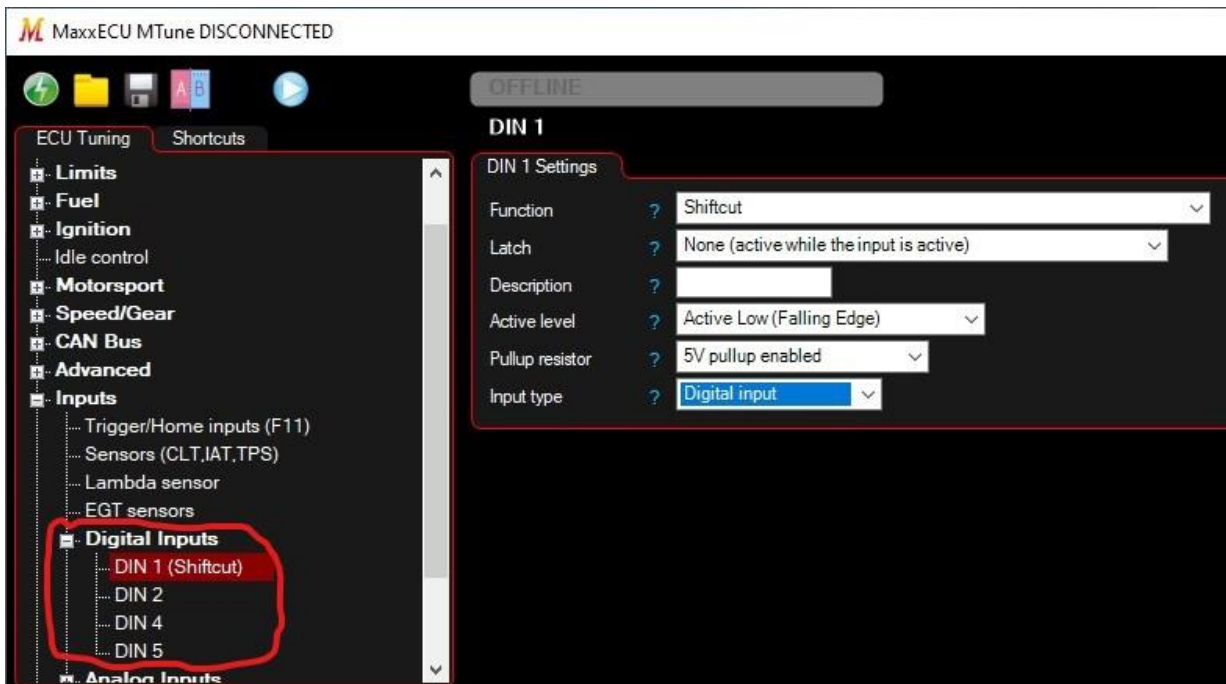 MaxxECU MTune DISCONNECTED
A B
OFFLINE
ECU Tuning Shortcuts
Limits
Fuel
Ignition
Idle control
Motorsport
Speed/Gear
CAN Bus
Advanced
Inputs
Trigger/Home inputs (F11)
Sensors (CLT,IAT,TPS)
Lambda sensor
EGT sensors
Digital Inputs
DIN 1 (Shiftcut)
DIN 2
DIN 4
DIN 5
Analog Inputs
DIN 1
DIN 1 Settings
Function ? Shiftcut
Latch ? None (active while the input is active)
Description ?
Active level ? Active Low (Falling Edge)
Pullup resistor ? 5V pullup enabled
Input type ? Digital input